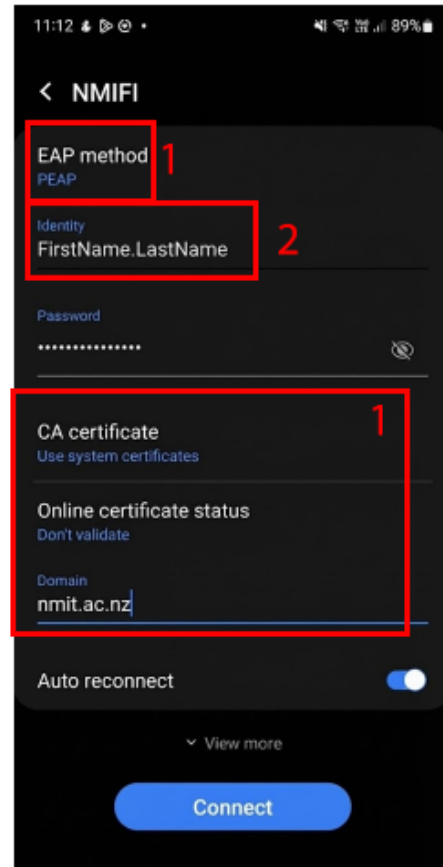 11:12
89%
NMIFI
EAP method 1
PEAP
Identity
FirstName.LastName 2
Password
•••••••••••••••
CA certificate 1
Use system certificates
Online certificate status
Don't validate
Domain
nmit.ac.nz
Auto reconnect
View more
Connect